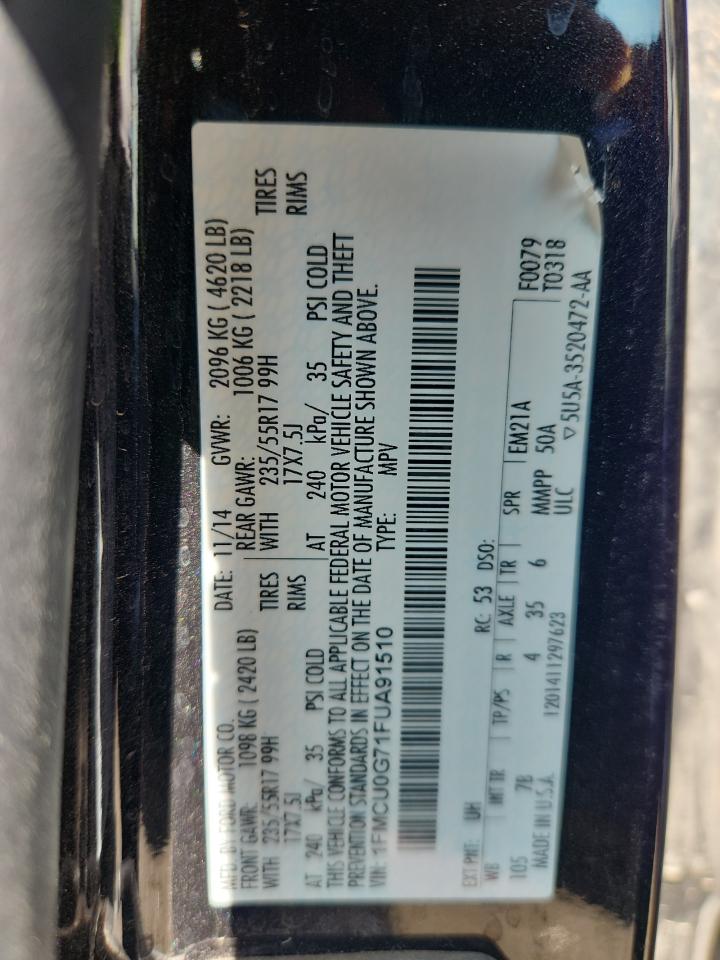 MFD. BY FORD MOTOR CO. DATE: 11/14 GVWR: 2096 KG ( 4620 LB)
FRONT GAWR: 1098 KG ( 2420 LB) REAR GAWR: 1006 KG ( 2218 LB)
WITH 235/55R17 99H TIRES WITH 235/55R17 99H TIRES
17X7.5J RIMS 17X7.5J RIMS
AT 240 kPa/ 35 PSI COLD AT 240 kPa/ 35 PSI COLD
THIS VEHICLE CONFORMS TO ALL APPLICABLE FEDERAL MOTOR VEHICLE SAFETY AND THEFT
PREVENTION STANDARDS IN EFFECT ON THE DATE OF MANUFACTURE SHOWN ABOVE.
VIN: 1FMCU0G71FUA91510 TYPE: MPV
EXT PNT: UH RC: 53 DSO:
WB INT TR TP/PS R AXLE TR SPR EM21A F0079
105 7B 4 35 6 MMPP 50A T0318
MADE IN U.S.A. 1201411297623 ULC
▽5U5A-3520472-AA